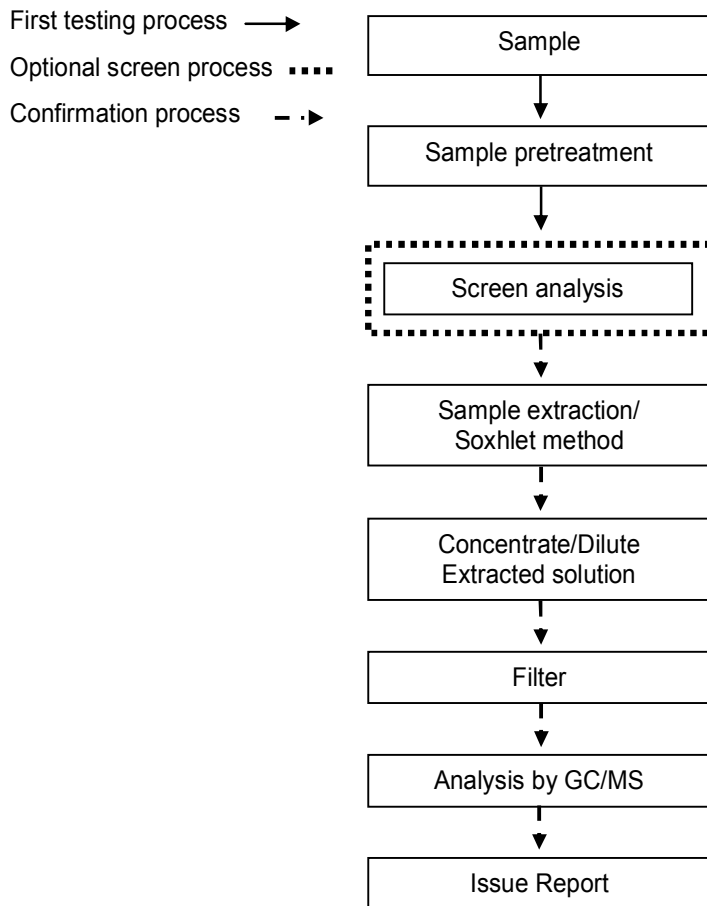 First testing process
Optional screen process
Confirmation process
Sample
Sample pretreatment
Screen analysis
Sample extraction/
Soxhlet method
Concentrate/Dilute
Extracted solution
Filter
Analysis by GC/MS
Issue Report